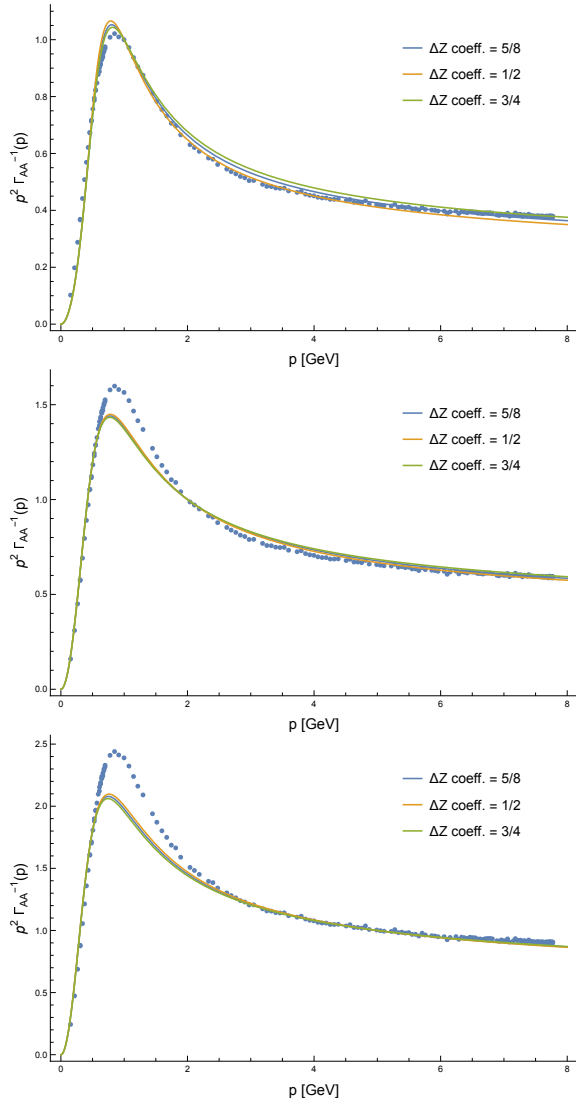 ΔZ coeff. = 5/8
ΔZ coeff. = 1/2
ΔZ coeff. = 3/4
p² Γ_AA⁻¹(p)
1.0
0.8
0.6
0.4
0.2
0.0
0 2 4 6 8
p [GeV]
ΔZ coeff. = 5/8
ΔZ coeff. = 1/2
ΔZ coeff. = 3/4
p² Γ_AA⁻¹(p)
1.5
1.0
0.5
0.0
0 2 4 6 8
p [GeV]
ΔZ coeff. = 5/8
ΔZ coeff. = 1/2
ΔZ coeff. = 3/4
p² Γ_AA⁻¹(p)
2.5
2.0
1.5
1.0
0.5
0.0
0 2 4 6 8
p [GeV]